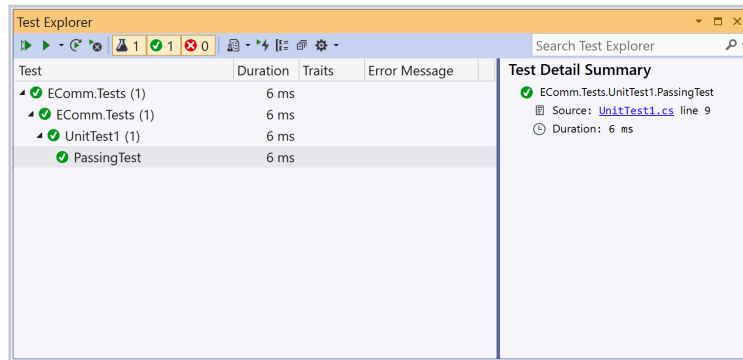 Test Explorer
1 1 0
Search Test Explorer
Test Duration Traits Error Message
EComm.Tests (1) 6 ms
EComm.Tests (1) 6 ms
UnitTest1 (1) 6 ms
PassingTest 6 ms
Test Detail Summary
EComm.Tests.UnitTest1.PassingTest
Source: UnitTest1.cs line 9
Duration: 6 ms